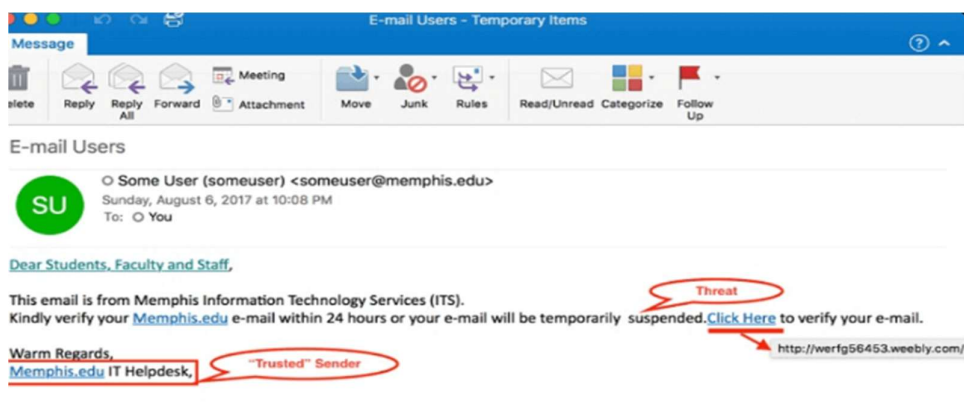 E-mail Users - Temporary Items
Message
elete Reply Reply All Forward Meeting Attachment Move Junk Rules Read/Unread Categorize Follow Up
E-mail Users
SU
Some User (someuser) <someuser@memphis.edu>
Sunday, August 6, 2017 at 10:08 PM
To: You
Dear Students, Faculty and Staff,
Threat
This email is from Memphis Information Technology Services (ITS).
Kindly verify your Memphis.edu e-mail within 24 hours or your e-mail will be temporarily suspended.Click Here to verify your e-mail.
http://werfg56453.weebly.com/
Warm Regards,
Memphis.edu IT Helpdesk,
"Trusted" Sender